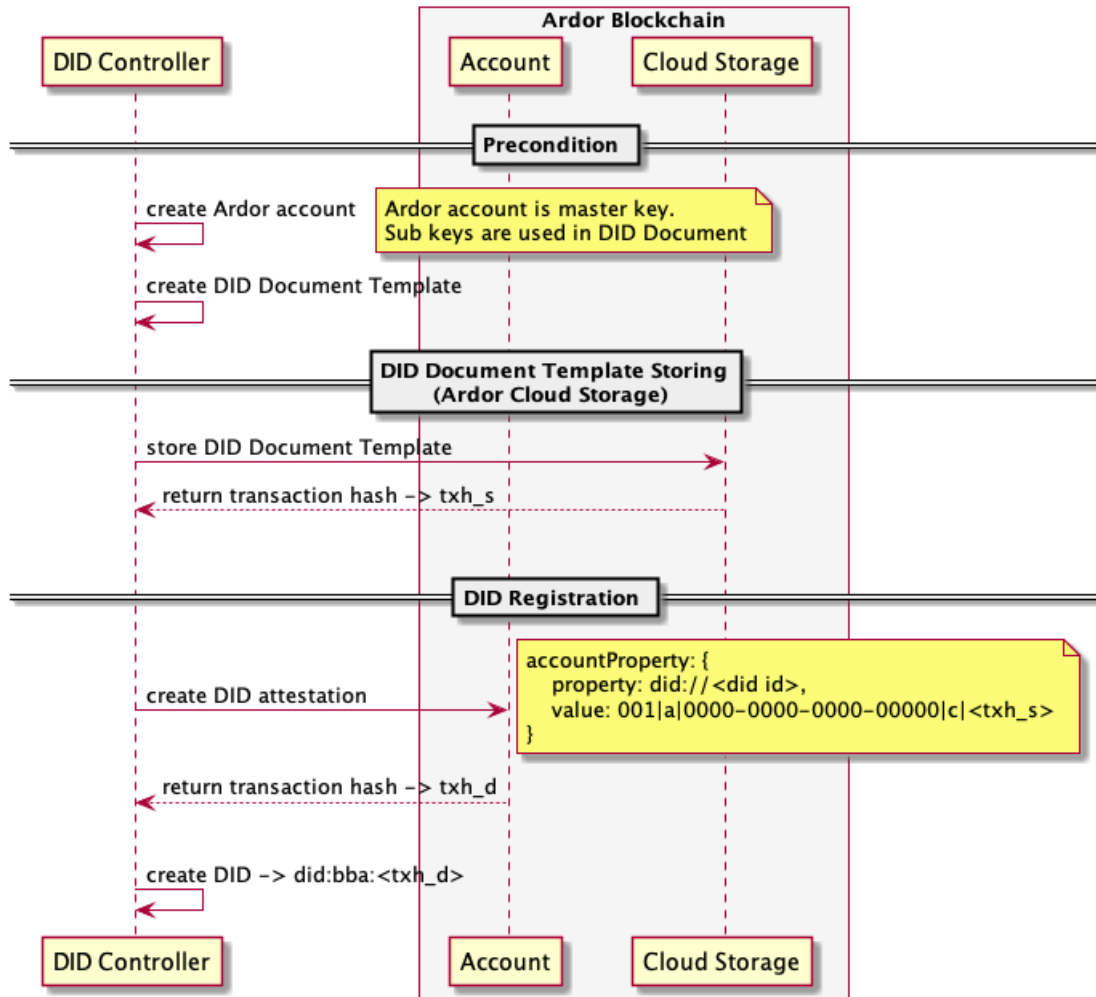 Ardor Blockchain
DID Controller
Account
Cloud Storage
Precondition
create Ardor account
Ardor account is master key.
Sub keys are used in DID Document
create DID Document Template
DID Document Template Storing
(Ardor Cloud Storage)
store DID Document Template
return transaction hash -> txh_s
DID Registration
accountProperty: {
property: did://<did id>,
value: 001|a|0000-0000-0000-00000|c|<txh_s>
}
create DID attestation
return transaction hash -> txh_d
create DID -> did:bba:<txh_d>
DID Controller
Account
Cloud Storage